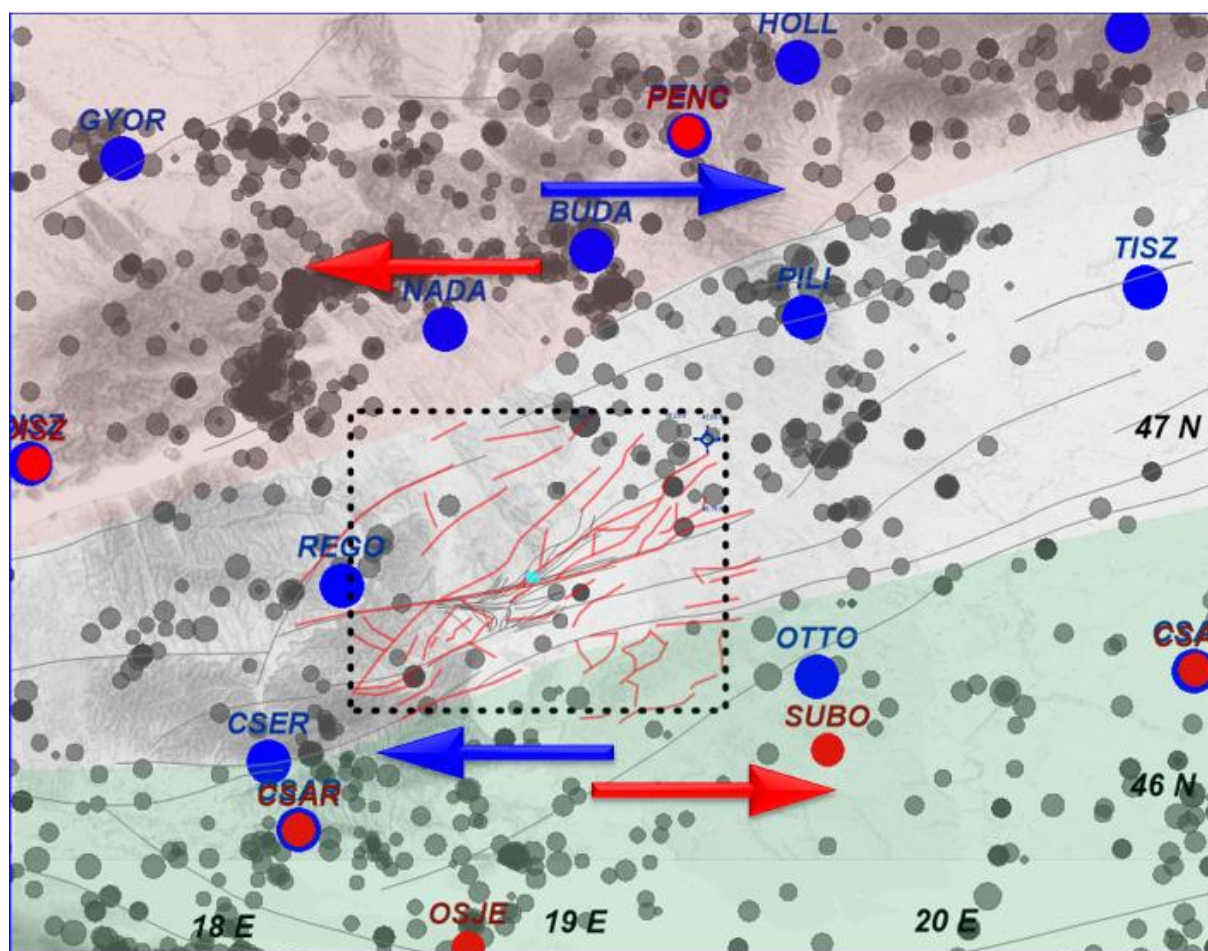 HOLL
GYOR
PENC
BUDA
NADA
PILI
TISZ
DISZ
47 N
REGO
OTTO
CSA
CSER
SUBO
CSAR
46 N
OSJE
18 E
19 E
20 E